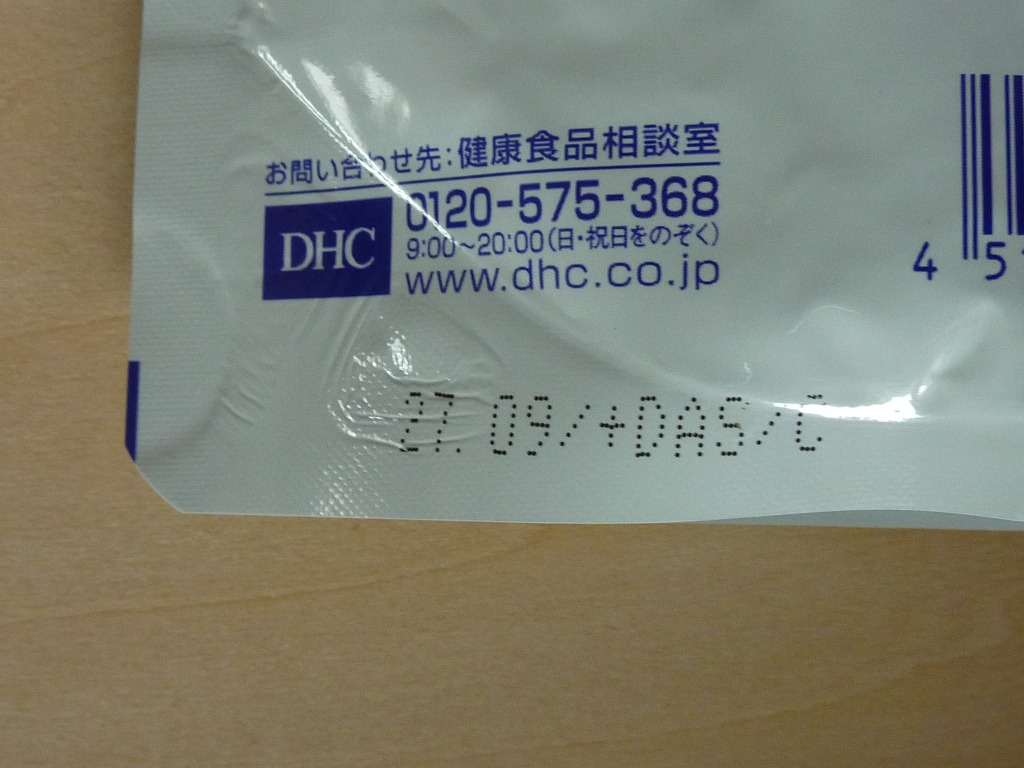 お問い合わせ先:健康食品相談室
DHC
0120-575-368
9:00~20:00(日・祝日をのぞく)
www.dhc.co.jp
4 5
27.09/+DAS/C